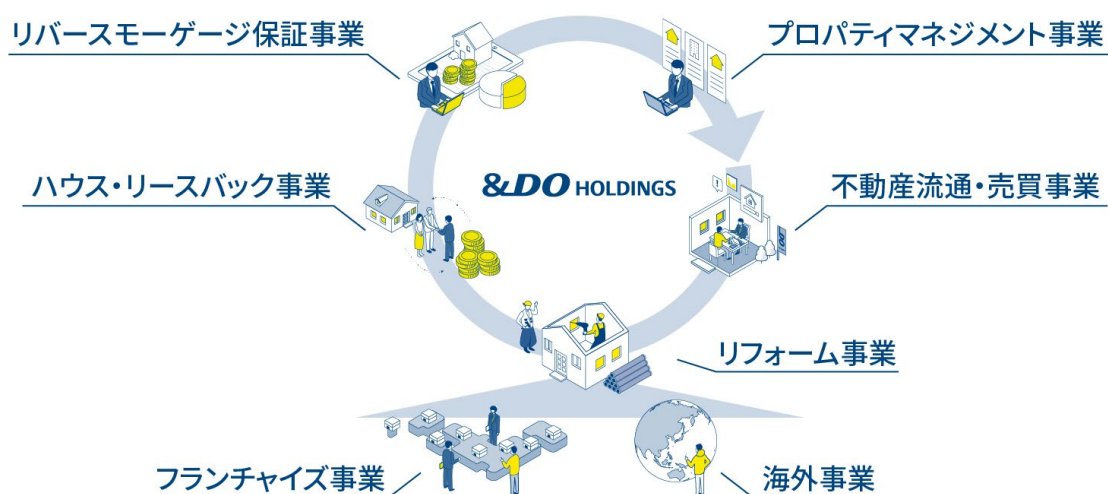 リバースモーゲージ保証事業
プロパティマネジメント事業
ハウス・リースバック事業
&DO HOLDINGS
不動産流通・売買事業
DO
リフォーム事業
フランチャイズ事業
海外事業